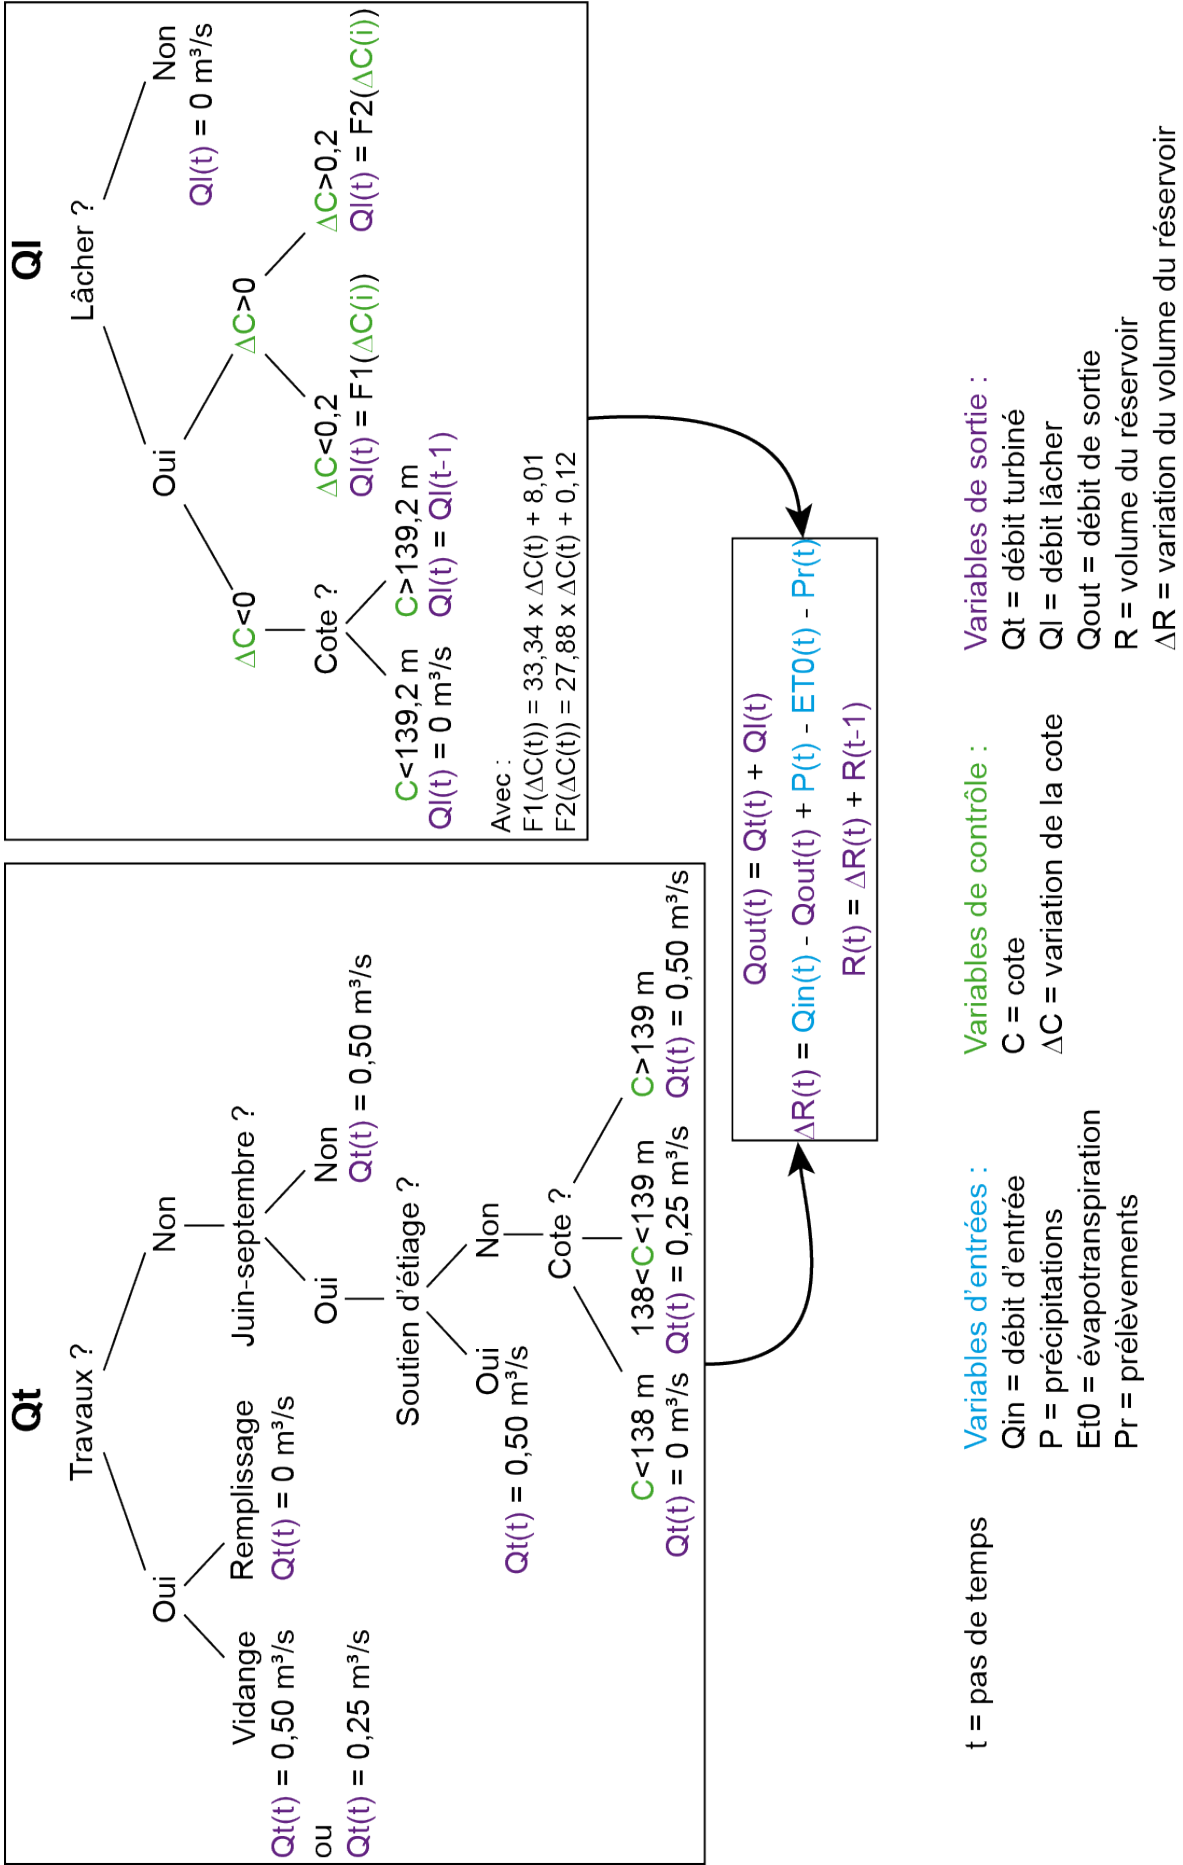 Qt
Travaux ?
Oui
Non
Vidange
Remplissage
Juin-septembre ?
Qt(t) = 0,50 m³/s
ou
Qt(t) = 0,25 m³/s
Qt(t) = 0 m³/s
Oui
Non
Qt(t) = 0,50 m³/s
Soutien d'étiage ?
Oui
Non
Qt(t) = 0,50 m³/s
Cote ?
C<138 m
138<C<139 m
C>139 m
Qt(t) = 0 m³/s
Qt(t) = 0,25 m³/s
Qt(t) = 0,50 m³/s
Ql
Lâcher ?
Oui
Non
Ql(t) = 0 m³/s
ΔC<0
ΔC>0
Cote ?
ΔC<0,2
ΔC>0,2
Ql(t) = F1(ΔC(i))
Ql(t) = F2(ΔC(i))
C<139,2 m
C>139,2 m
Ql(t) = 0 m³/s
Ql(t) = Ql(t-1)
Avec :
F1(ΔC(t)) = 33,34 x ΔC(t) + 8,01
F2(ΔC(t)) = 27,88 x ΔC(t) + 0,12
Qout(t) = Qt(t) + Ql(t)
ΔR(t) = Qin(t) - Qout(t) + P(t) - ET0(t) - Pr(t)
R(t) = ΔR(t) + R(t-1)
t = pas de temps
Variables d'entrées :
Qin = débit d'entrée
P = précipitations
Et0 = évapotranspiration
Pr = prélèvements
Variables de contrôle :
C = cote
ΔC = variation de la cote
Variables de sortie :
Qt = débit turbiné
Ql = débit lâcher
Qout = débit de sortie
R = volume du réservoir
ΔR = variation du volume du réservoir